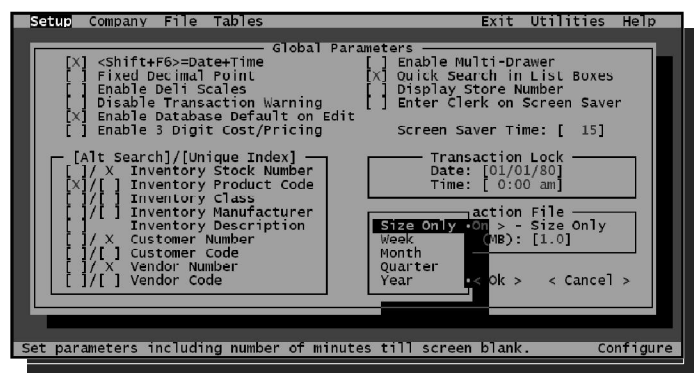 Setup Company File Tables Exit Utilities Help
Global Parameters
[X] <Shift+F6>=Date+Time [ ] Enable Multi-Drawer
[ ] Fixed Decimal Point [X] Quick Search in List Boxes
[ ] Enable Deli Scales [ ] Display Store Number
[ ] Disable Transaction Warning [ ] Enter Clerk on Screen Saver
[X] Enable Database Default on Edit
[ ] Enable 3 Digit Cost/Pricing Screen Saver Time: [ 15]
[Alt Search]/[Unique Index] Transaction Lock
[ ]/ X Inventory Stock Number Date: [01/01/80]
[X]/[ ] Inventory Product Code Time: [ 0:00 am]
[ ]/[ ] Inventory Class
[ ]/[ ] Inventory Manufacturer action File
[ ] Inventory Description Size Only On > - Size Only
[ ]/ X Customer Number Week (MB): [1.0]
[ ]/[ ] Customer Code Month
[ ]/ X Vendor Number Quarter
[ ]/[ ] Vendor Code Year < Ok > < Cancel >
Set parameters including number of minutes till screen blank. Configure